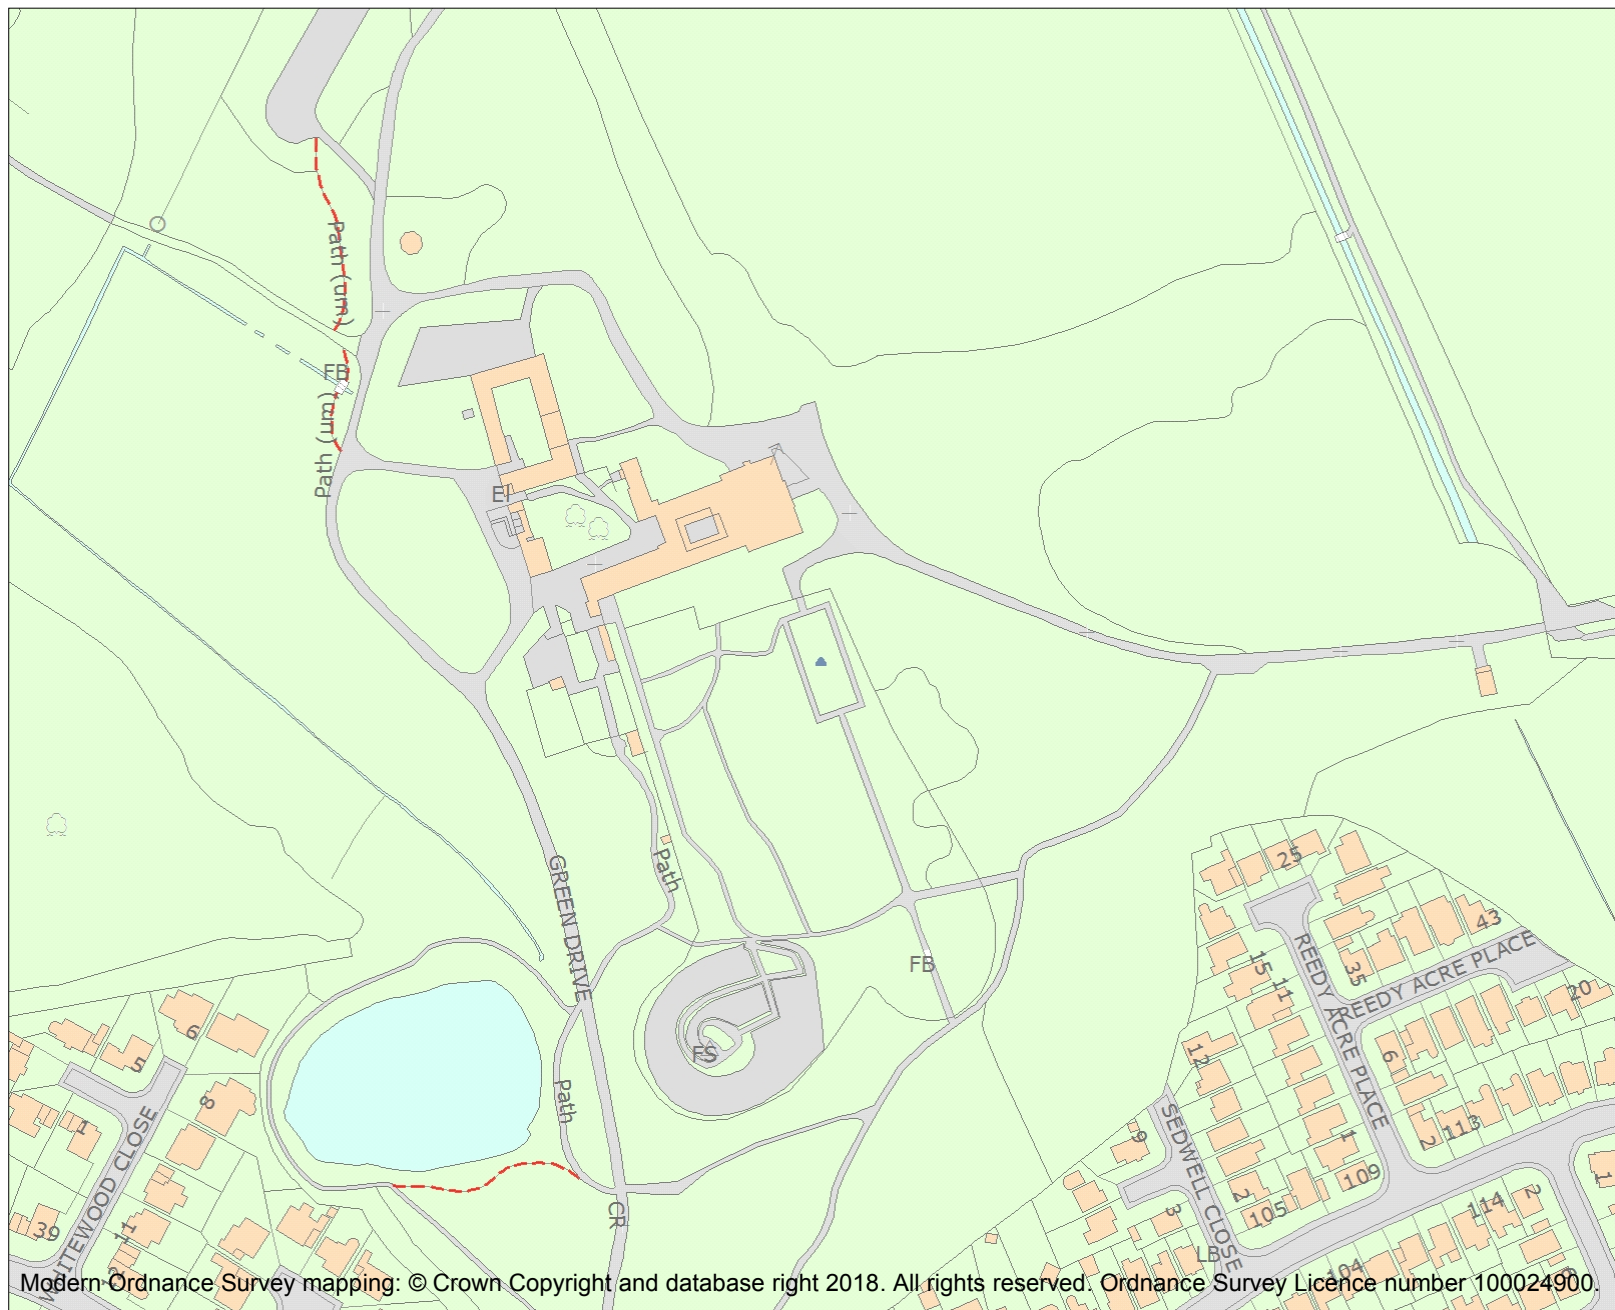 Path (um)
FB
Path (um)
El
GREEN DRIVE
Path
FB
FS
Path
CR
25
43
REEDY ACRE PLACE
35
REEDY ACRE PLACE
20
15
11
6
12
2
113
1
109
9
SEDWELL CLOSE
3
2
105
LB
104
114
2
1
6
5
8
1
WHITEWOOD CLOSE
39
11
12
Modern Ordnance Survey mapping: © Crown Copyright and database right 2018. All rights reserved. Ordnance Survey Licence number 100024900.